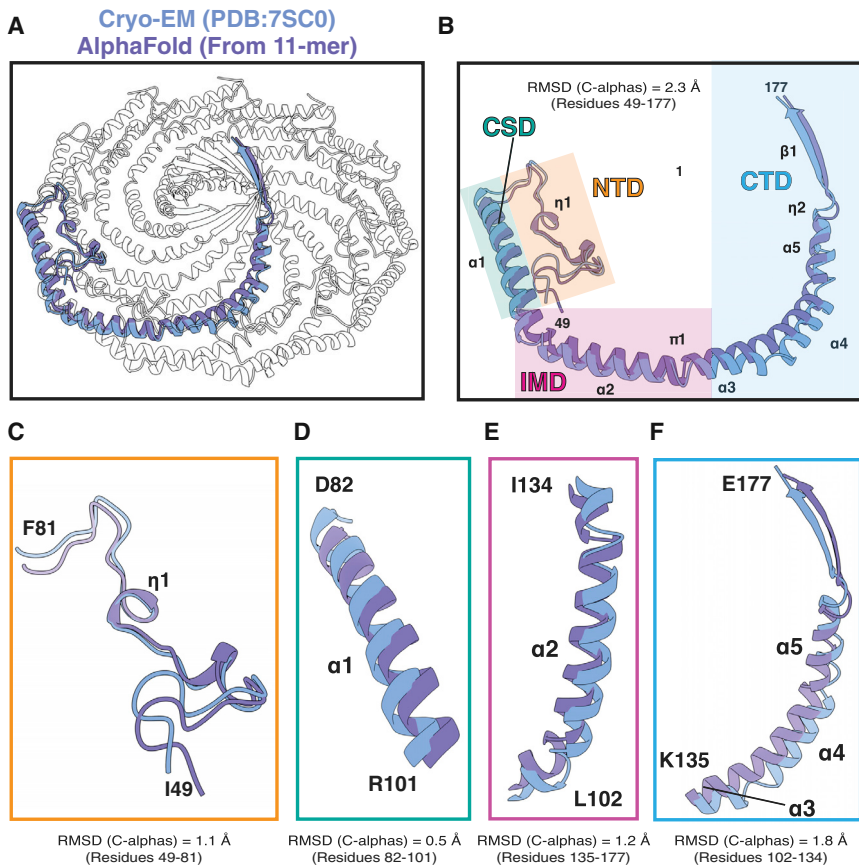 Cryo-EM (PDB:7SC0)
AlphaFold (From 11-mer)
A
B
RMSD (C-alphas) = 2.3 Å
(Residues 49-177)
177
CSD
NTD
1
β1
CTD
η1
η2
α5
α1
49
π1
α4
IMD
α2
α3
C
D
E
F
F81
η1
I49
RMSD (C-alphas) = 1.1 Å
(Residues 49-81)
D82
α1
R101
RMSD (C-alphas) = 0.5 Å
(Residues 82-101)
I134
α2
L102
RMSD (C-alphas) = 1.2 Å
(Residues 135-177)
E177
α5
K135
α4
α3
RMSD (C-alphas) = 1.8 Å
(Residues 102-134)